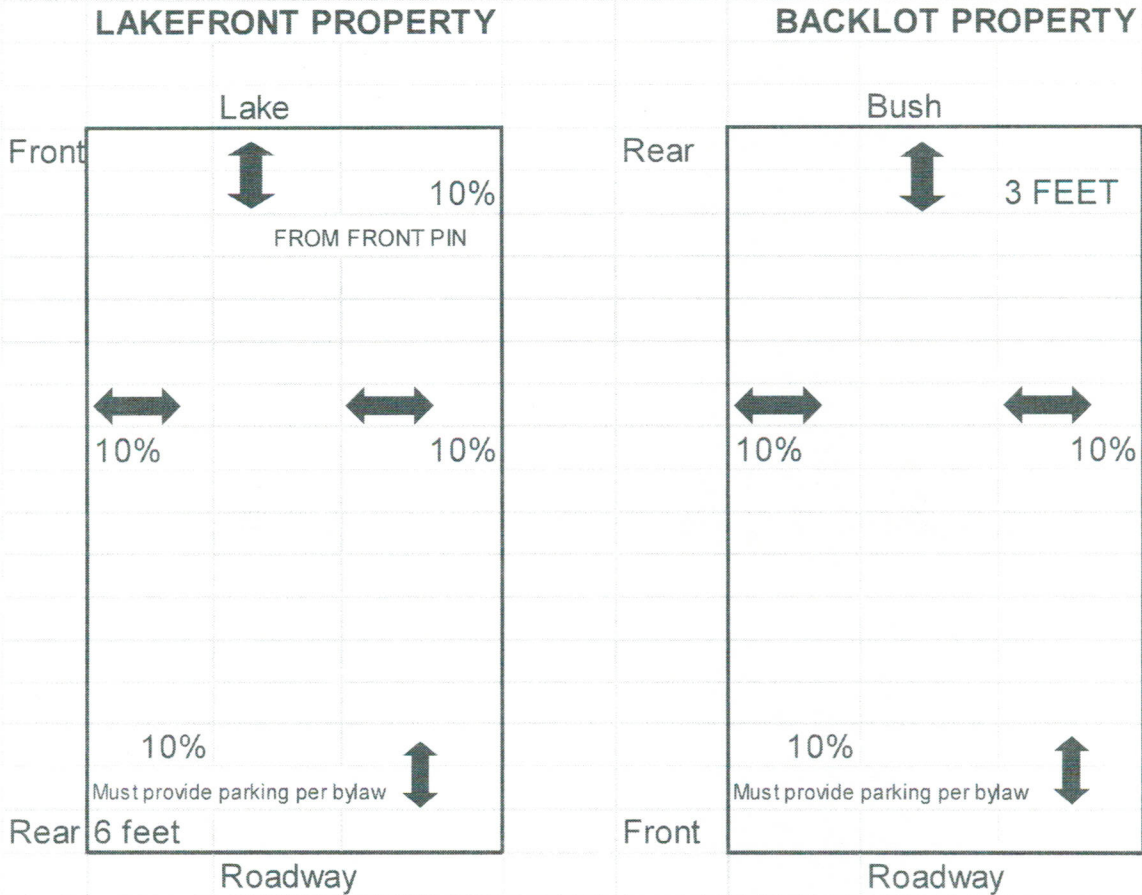 LAKEFRONT PROPERTY
Lake
Front
10%
FROM FRONT PIN
10%
10%
10%
Must provide parking per bylaw
Rear 6 feet
Roadway
BACKLOT PROPERTY
Bush
Rear
3 FEET
10%
10%
10%
Must provide parking per bylaw
Front
Roadway